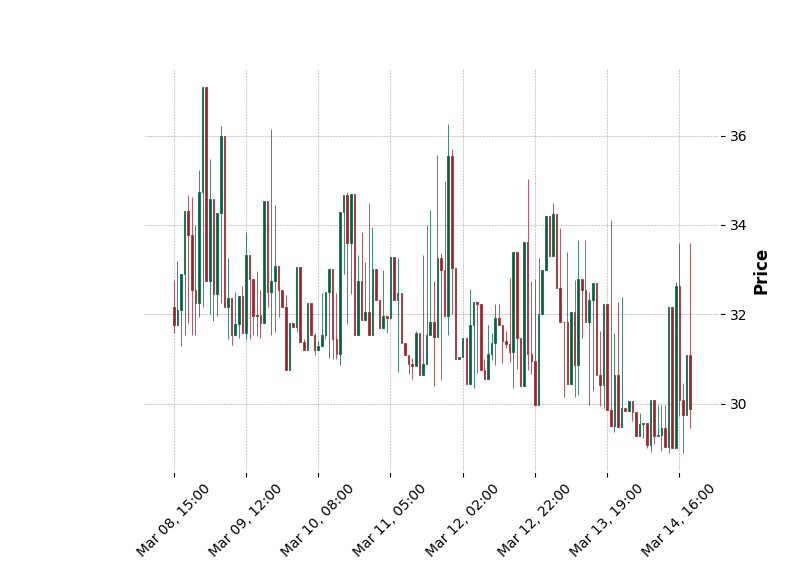 36
34
32
30
Price
Mar 08, 15:00
Mar 09, 12:00
Mar 10, 08:00
Mar 11, 05:00
Mar 12, 02:00
Mar 12, 22:00
Mar 13, 19:00
Mar 14, 16:00